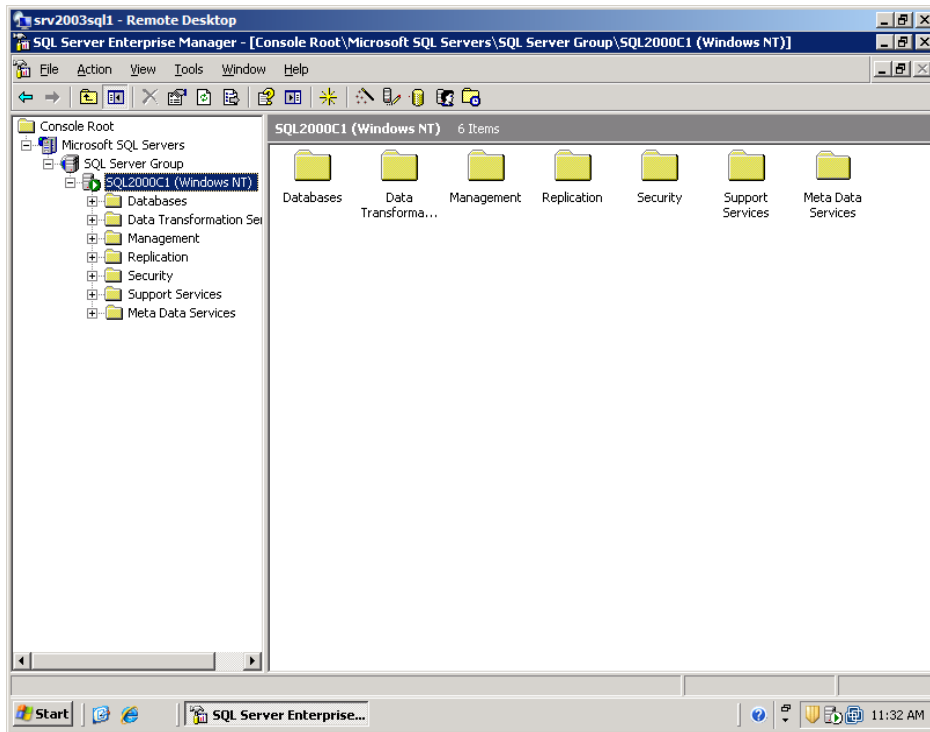 srv2003sql1 - Remote Desktop
SQL Server Enterprise Manager - [Console Root\Microsoft SQL Servers\SQL Server Group\SQL2000C1 (Windows NT)]
File Action View Tools Window Help
Console Root
Microsoft SQL Servers
SQL Server Group
SQL2000C1 (Windows NT)
Databases
Data Transformation Ser
Management
Replication
Security
Support Services
Meta Data Services
SQL2000C1 (Windows NT) 6 Items
Databases
Data Transforma...
Management
Replication
Security
Support Services
Meta Data Services
Start
SQL Server Enterprise...
11:32 AM